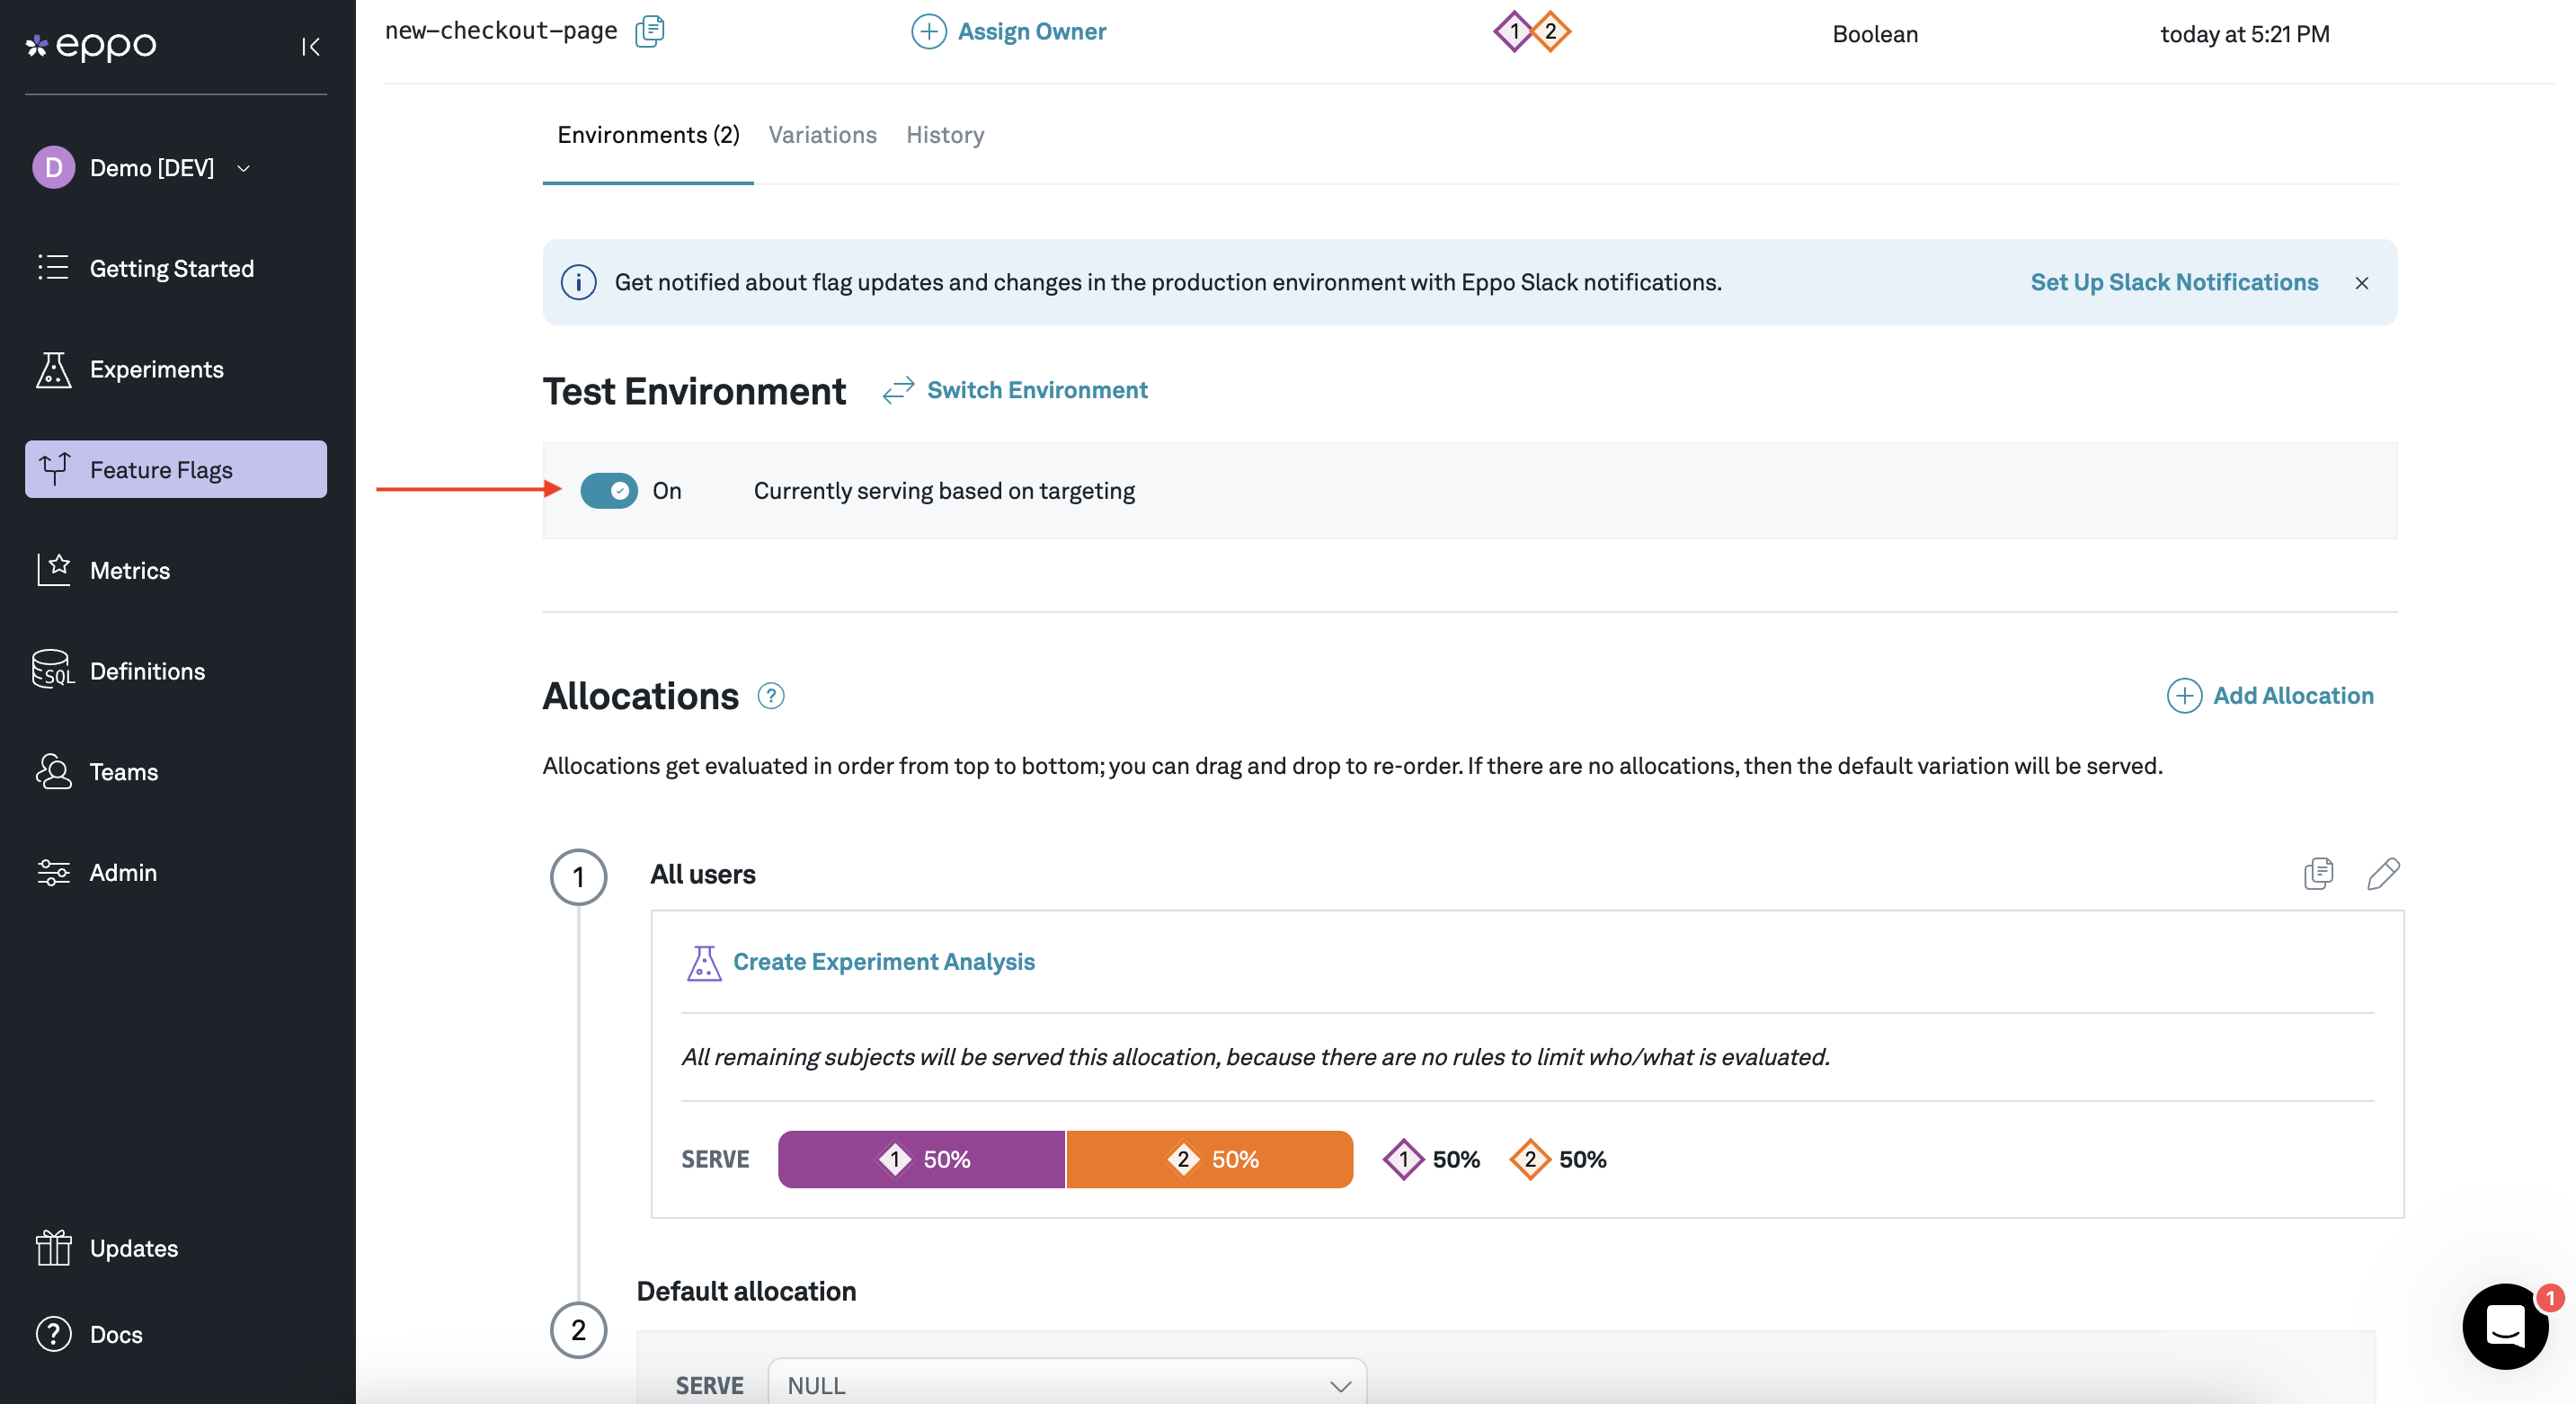 eppo
D Demo [DEV]
Getting Started
Experiments
Feature Flags
Metrics
SQL Definitions
Teams
Admin
Updates
? Docs
new-checkout-page
Assign Owner
1 2
Boolean
today at 5:21 PM
Environments (2) Variations History
i Get notified about flag updates and changes in the production environment with Eppo Slack notifications. Set Up Slack Notifications
Test Environment Switch Environment
On Currently serving based on targeting
Allocations ? Add Allocation
Allocations get evaluated in order from top to bottom; you can drag and drop to re-order. If there are no allocations, then the default variation will be served.
1 All users
Create Experiment Analysis
All remaining subjects will be served this allocation, because there are no rules to limit who/what is evaluated.
SERVE 1 50% 2 50% 1 50% 2 50%
Default allocation
2
SERVE NULL
1